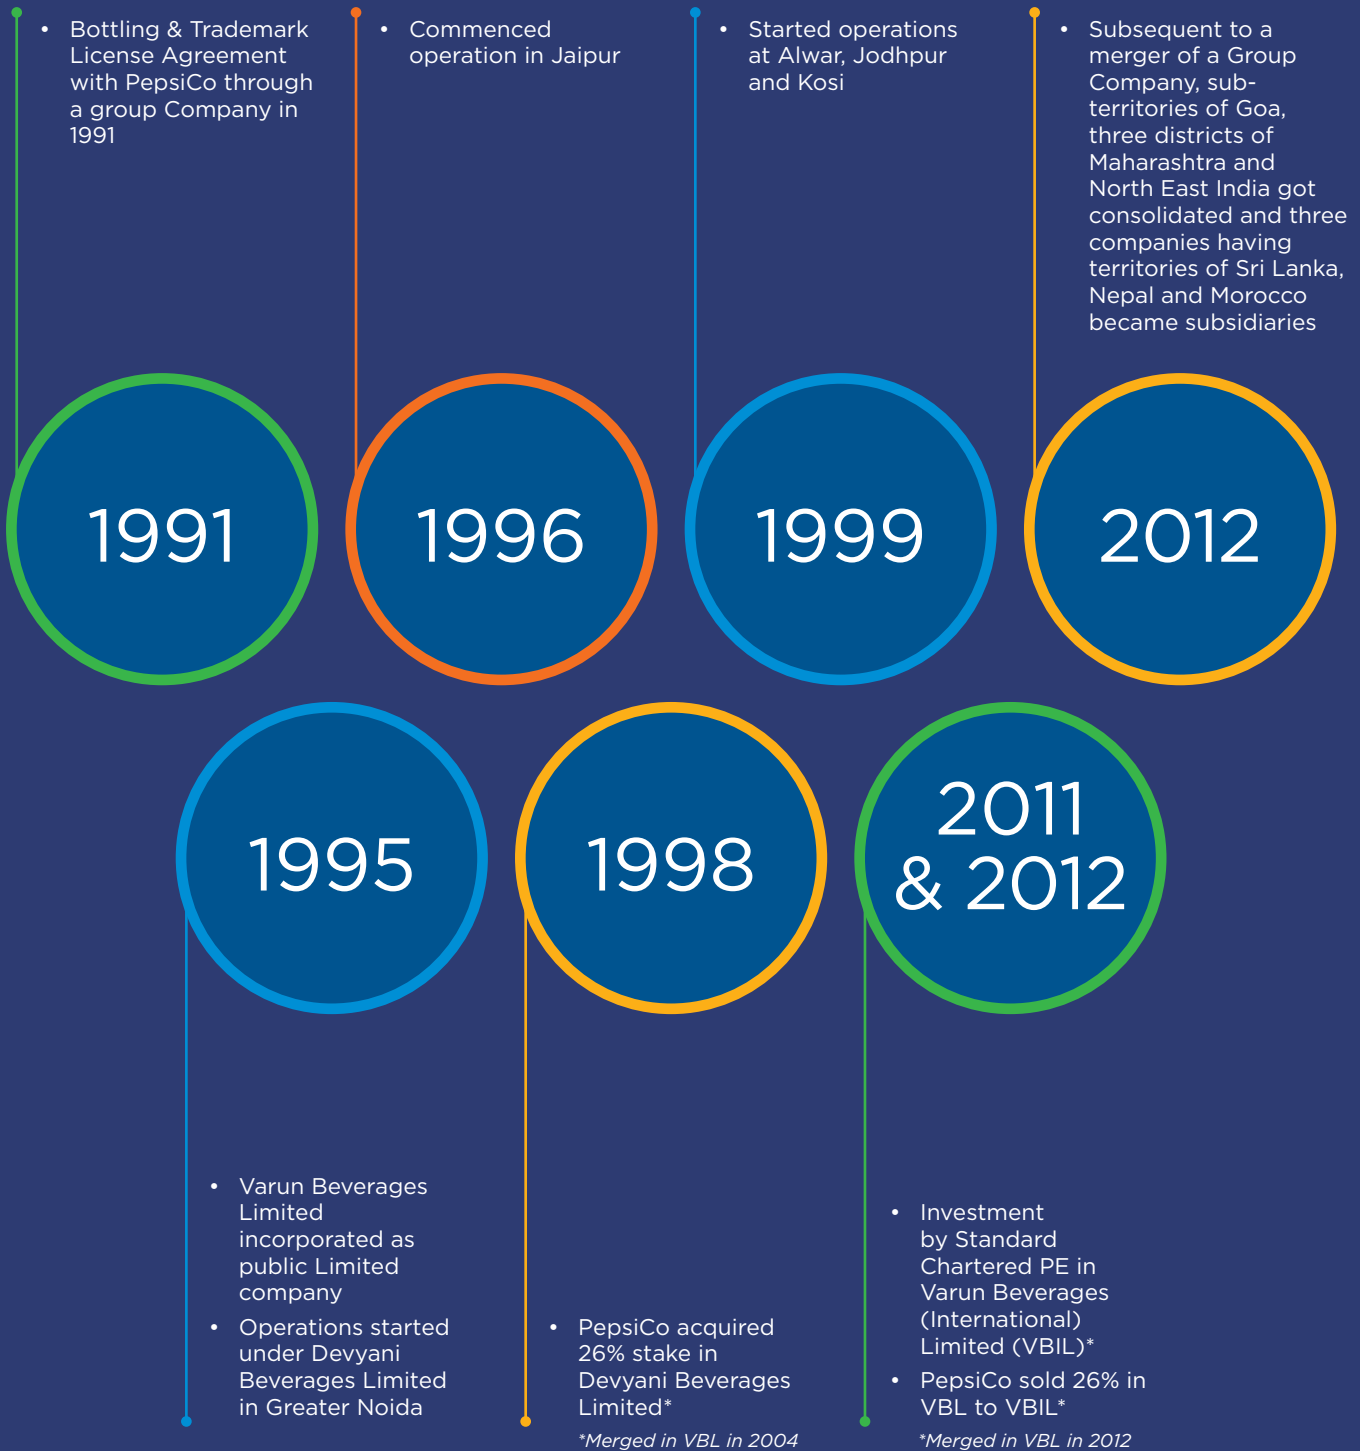 • Bottling & Trademark
License Agreement
with PepsiCo through
a group Company in
1991
• Commenced
operation in Jaipur
• Started operations
at Alwar, Jodhpur
and Kosi
• Subsequent to a
merger of a Group
Company, sub-
territories of Goa,
three districts of
Maharashtra and
North East India got
consolidated and three
companies having
territories of Sri Lanka,
Nepal and Morocco
became subsidiaries
1991
1996
1999
2012
1995
1998
2011
& 2012
• Varun Beverages
Limited
incorporated as
public Limited
company
• Operations started
under Devyani
Beverages Limited
in Greater Noida
• PepsiCo acquired
26% stake in
Devyani Beverages
Limited*
*Merged in VBL in 2004
• Investment
by Standard
Chartered PE in
Varun Beverages
(International)
Limited (VBIL)*
• PepsiCo sold 26% in
VBL to VBIL*
*Merged in VBL in 2012